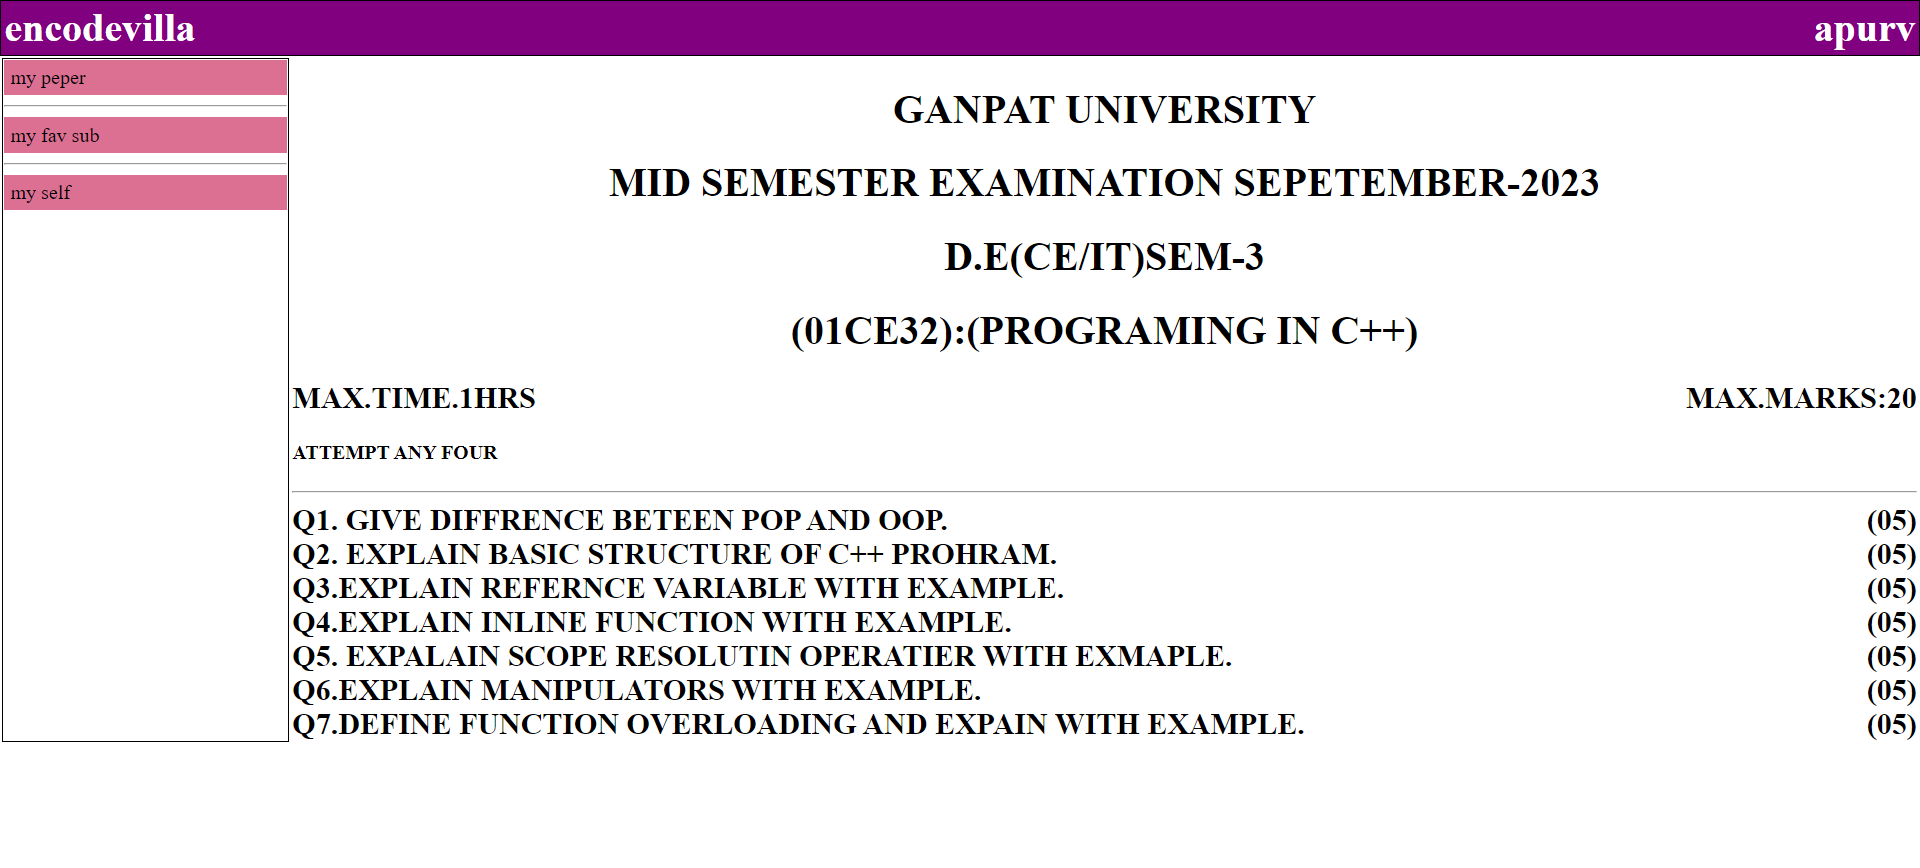 encodevilla apurv
my peper
my fav sub
my self
GANPAT UNIVERSITY
MID SEMESTER EXAMINATION SEPETEMBER-2023
D.E(CE/IT)SEM-3
(01CE32):(PROGRAMING IN C++)
MAX.TIME.1HRS MAX.MARKS:20
ATTEMPT ANY FOUR
Q1. GIVE DIFFRENCE BETEEN POP AND OOP. (05)
Q2. EXPLAIN BASIC STRUCTURE OF C++ PROHRAM. (05)
Q3.EXPLAIN REFERNCE VARIABLE WITH EXAMPLE. (05)
Q4.EXPLAIN INLINE FUNCTION WITH EXAMPLE. (05)
Q5. EXPALAIN SCOPE RESOLUTIN OPERATIER WITH EXMAPLE. (05)
Q6.EXPLAIN MANIPULATORS WITH EXAMPLE. (05)
Q7.DEFINE FUNCTION OVERLOADING AND EXPAIN WITH EXAMPLE. (05)